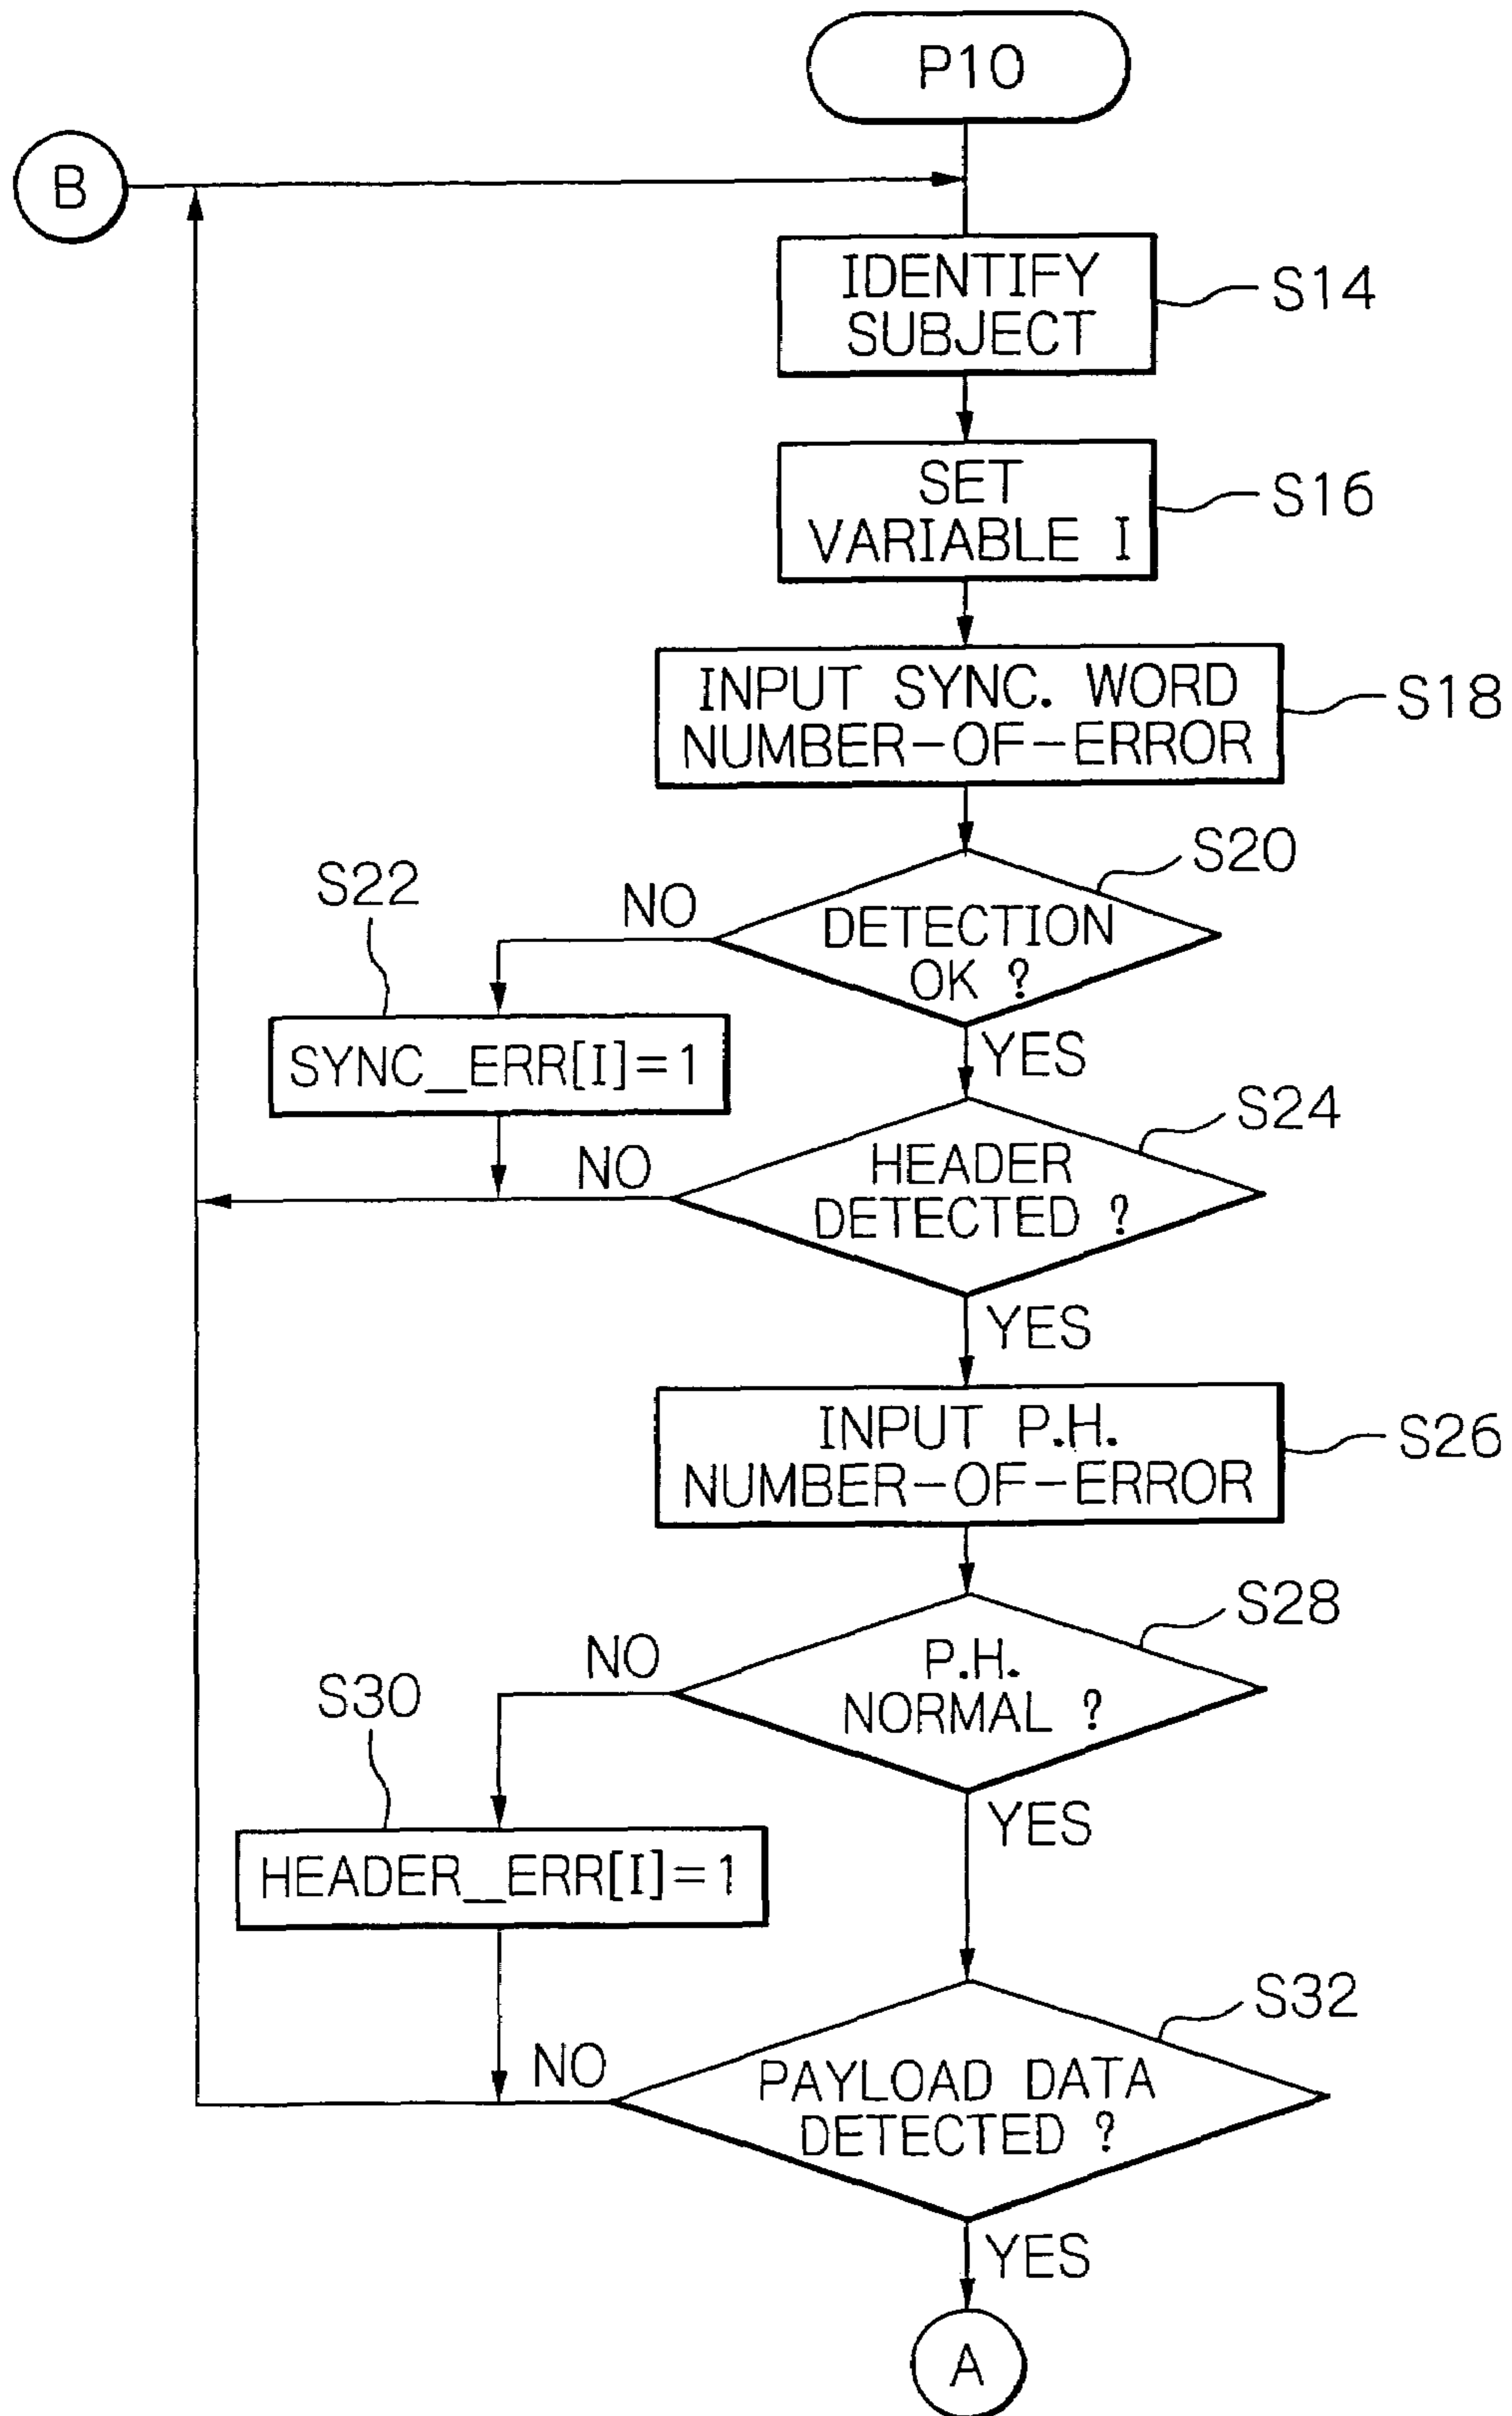 P10
B
IDENTIFY
SUBJECT
S14
SET
VARIABLE I
S16
INPUT SYNC. WORD
NUMBER-OF-ERROR
S18
S20
DETECTION
OK ?
NO
YES
S22
SYNC_ERR[I]=1
S24
HEADER
DETECTED ?
NO
YES
INPUT P.H.
NUMBER-OF-ERROR
S26
S28
P.H.
NORMAL ?
NO
YES
S30
HEADER_ERR[I]=1
S32
PAYLOAD DATA
DETECTED ?
NO
YES
A